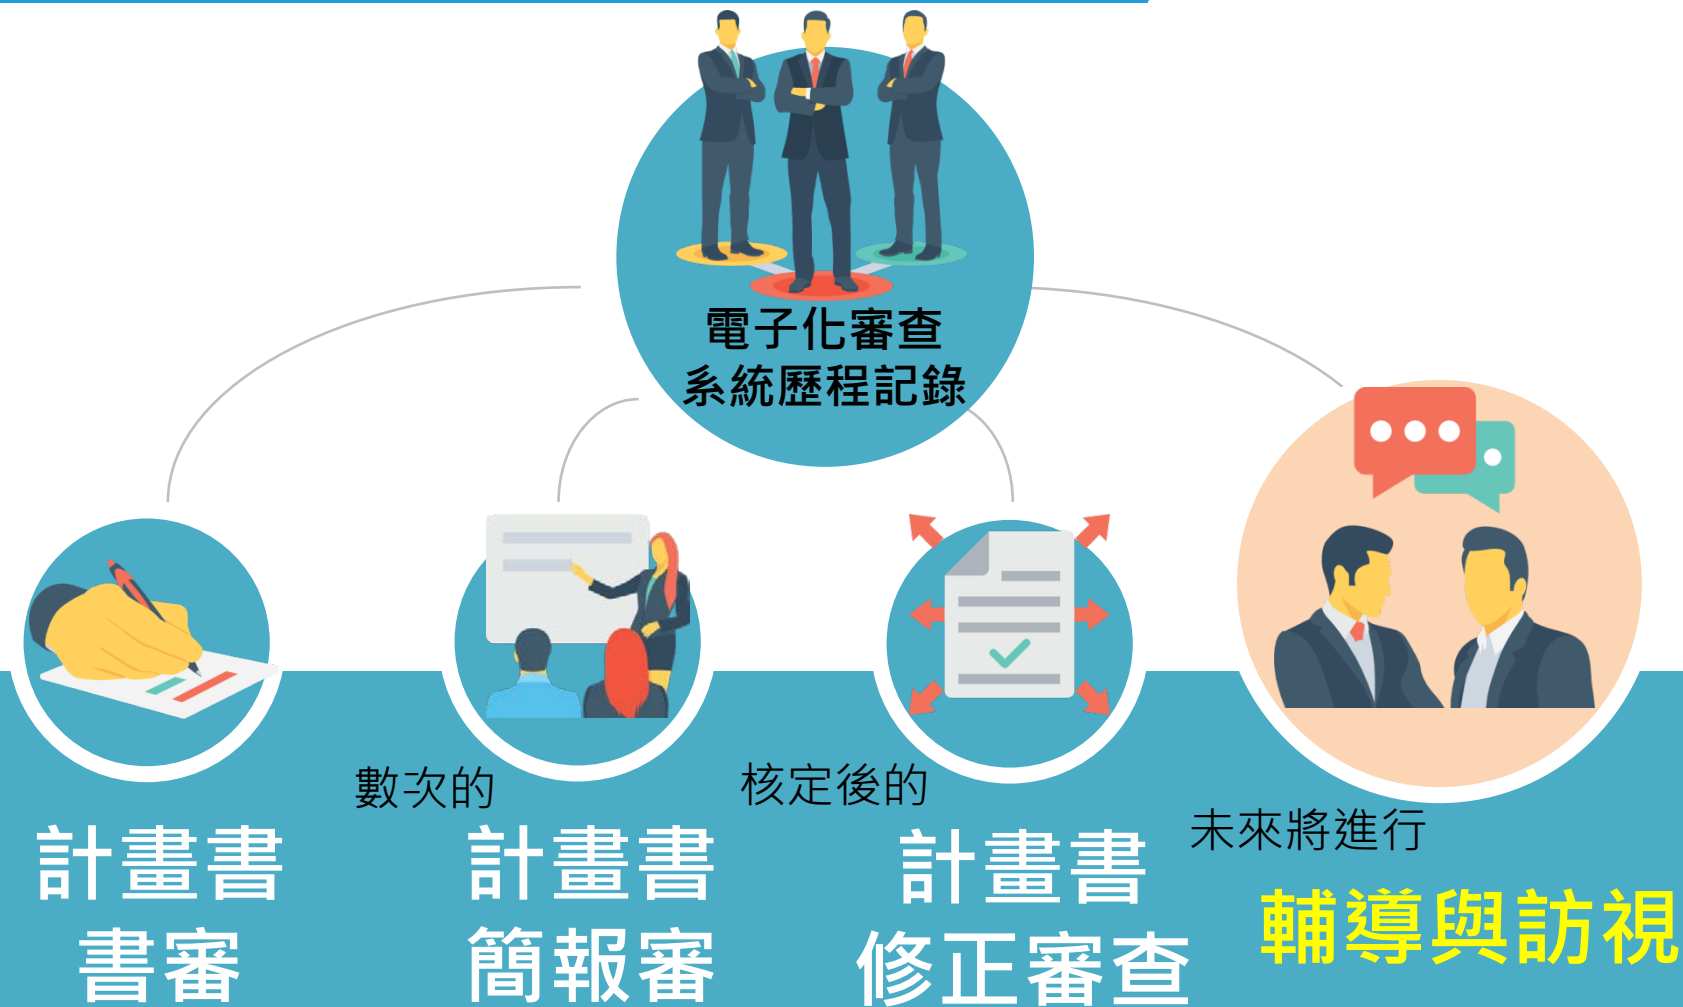 電子化審查
系統歷程記錄
計畫書
書審
數次的
計畫書
簡報審
核定後的
計畫書
修正審查
未來將進行
輔導與訪視